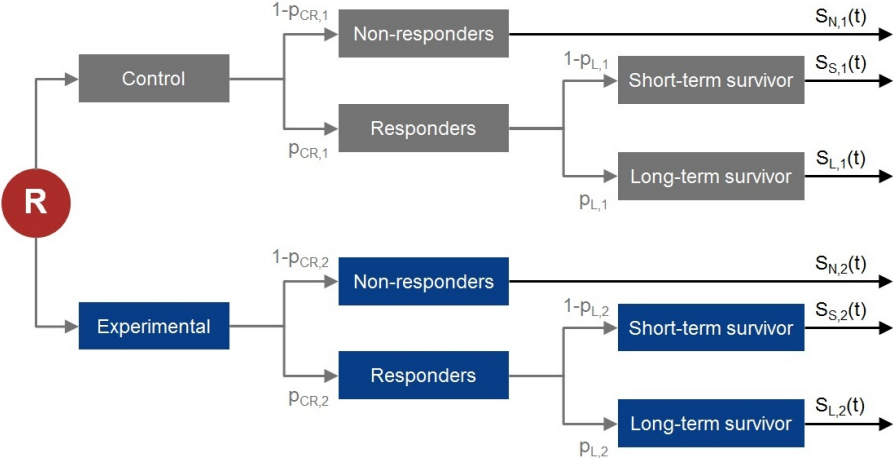 1-pCR,1
Non-responders
SN,1(t)
Control
1-pL,1
Short-term survivor
SS,1(t)
pCR,1
Responders
pL,1
Long-term survivor
SL,1(t)
R
1-pCR,2
Non-responders
SN,2(t)
Experimental
1-pL,2
Short-term survivor
SS,2(t)
pCR,2
Responders
pL,2
Long-term survivor
SL,2(t)